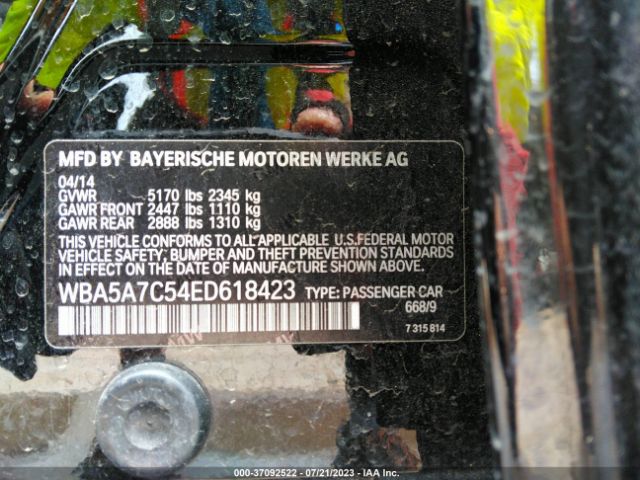 MFD BY BAYERISCHE MOTOREN WERKE AG
04/14
GVWR 5170 lbs 2345 kg
GAWR FRONT 2447 lbs 1110 kg
GAWR REAR 2888 lbs 1310 kg
THIS VEHICLE CONFORMS TO ALL APPLICABLE U.S.FEDERAL MOTOR
VEHICLE SAFETY, BUMPER AND THEFT PREVENTION STANDARDS
IN EFFECT ON THE DATE OF MANUFACTURE SHOWN ABOVE.
WBA5A7C54ED618423 TYPE: PASSENGER CAR
668/9
7 315 814
000-37092522 - 07/21/2023 - IAA Inc.